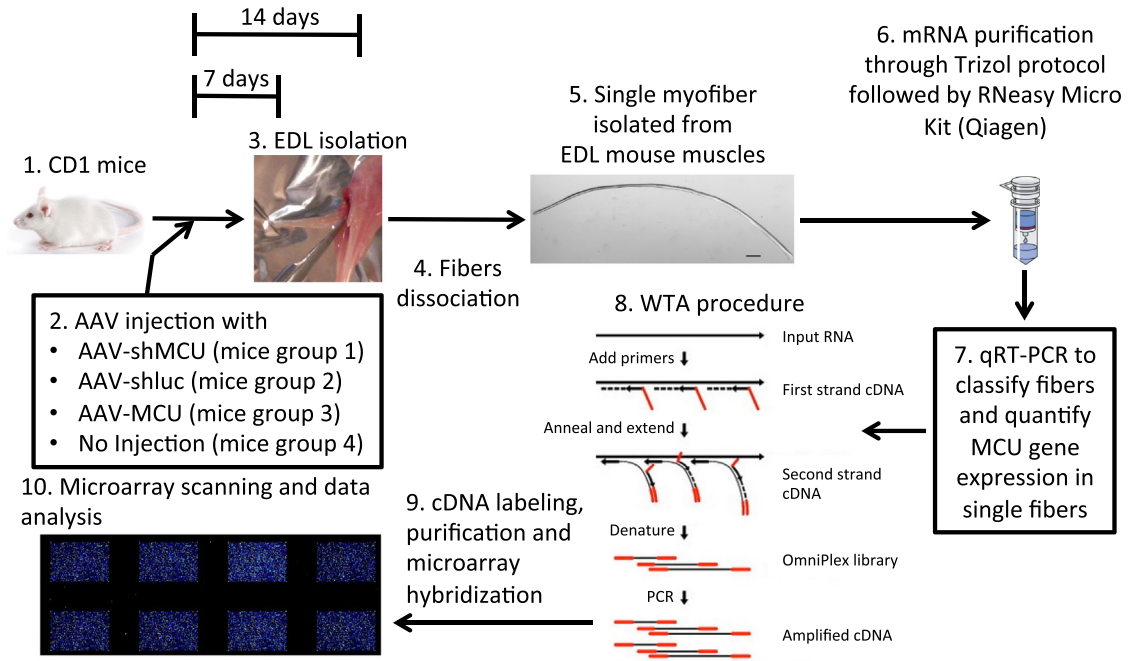 14 days
7 days
1. CD1 mice
2. AAV injection with
• AAV-shMCU (mice group 1)
• AAV-shluc (mice group 2)
• AAV-MCU (mice group 3)
• No Injection (mice group 4)
3. EDL isolation
4. Fibers
dissociation
5. Single myofiber
isolated from
EDL mouse muscles
6. mRNA purification
through Trizol protocol
followed by RNeasy Micro
Kit (Qiagen)
7. qRT-PCR to
classify fibers
and quantify
MCU gene
expression in
single fibers
8. WTA procedure
Input RNA
Add primers
First strand cDNA
Anneal and extend
Second strand
cDNA
Denature
OmniPlex library
PCR
Amplified cDNA
9. cDNA labeling,
purification and
microarray
hybridization
10. Microarray scanning and data
analysis